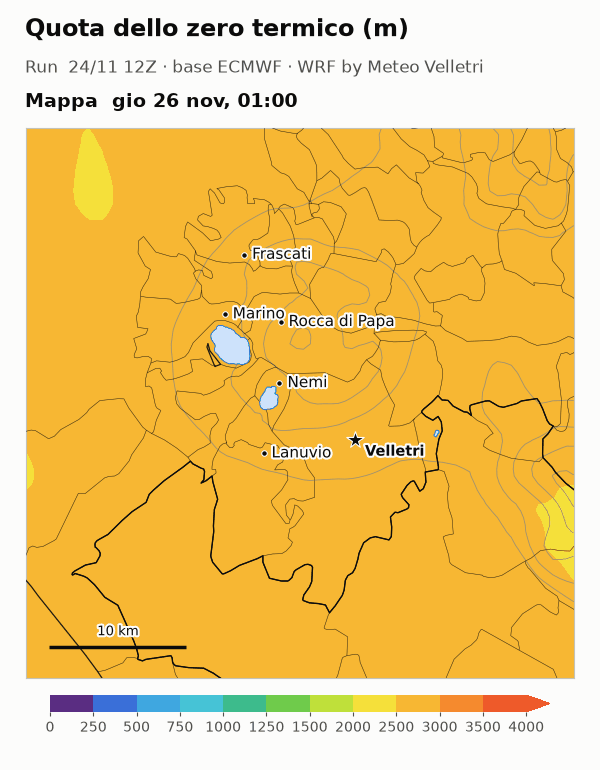 Quota dello zero termico (m)
Run  24/11 12Z · base ECMWF · WRF by Meteo Velletri
Mappa  gio 26 nov, 01:00
Frascati
Marino
Rocca di Papa
Nemi
Velletri
Lanuvio
10 km
0 250 500 750 1000 1250 1500 2000 2500 3000 3500 4000